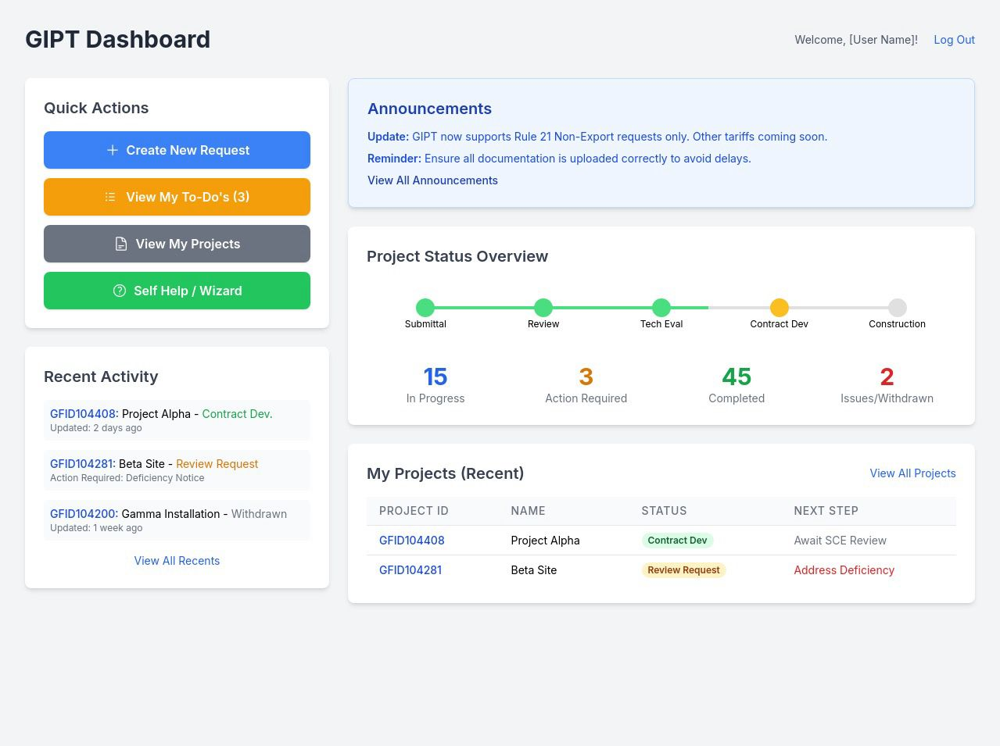 GIPT Dashboard
Welcome, [User Name]! Log Out
Quick Actions
Create New Request
View My To-Do's (3)
View My Projects
Self Help / Wizard
Recent Activity
GFID104408: Project Alpha - Contract Dev.
Updated: 2 days ago
GFID104281: Beta Site - Review Request
Action Required: Deficiency Notice
GFID104200: Gamma Installation - Withdrawn
Updated: 1 week ago
View All Recents
Announcements
Update: GIPT now supports Rule 21 Non-Export requests only. Other tariffs coming soon.
Reminder: Ensure all documentation is uploaded correctly to avoid delays.
View All Announcements
Project Status Overview
Submittal Review Tech Eval Contract Dev Construction
15 3 45 2
In Progress Action Required Completed Issues/Withdrawn
My Projects (Recent) View All Projects
PROJECT ID NAME STATUS NEXT STEP
GFID104408 Project Alpha Contract Dev Await SCE Review
GFID104281 Beta Site Review Request Address Deficiency